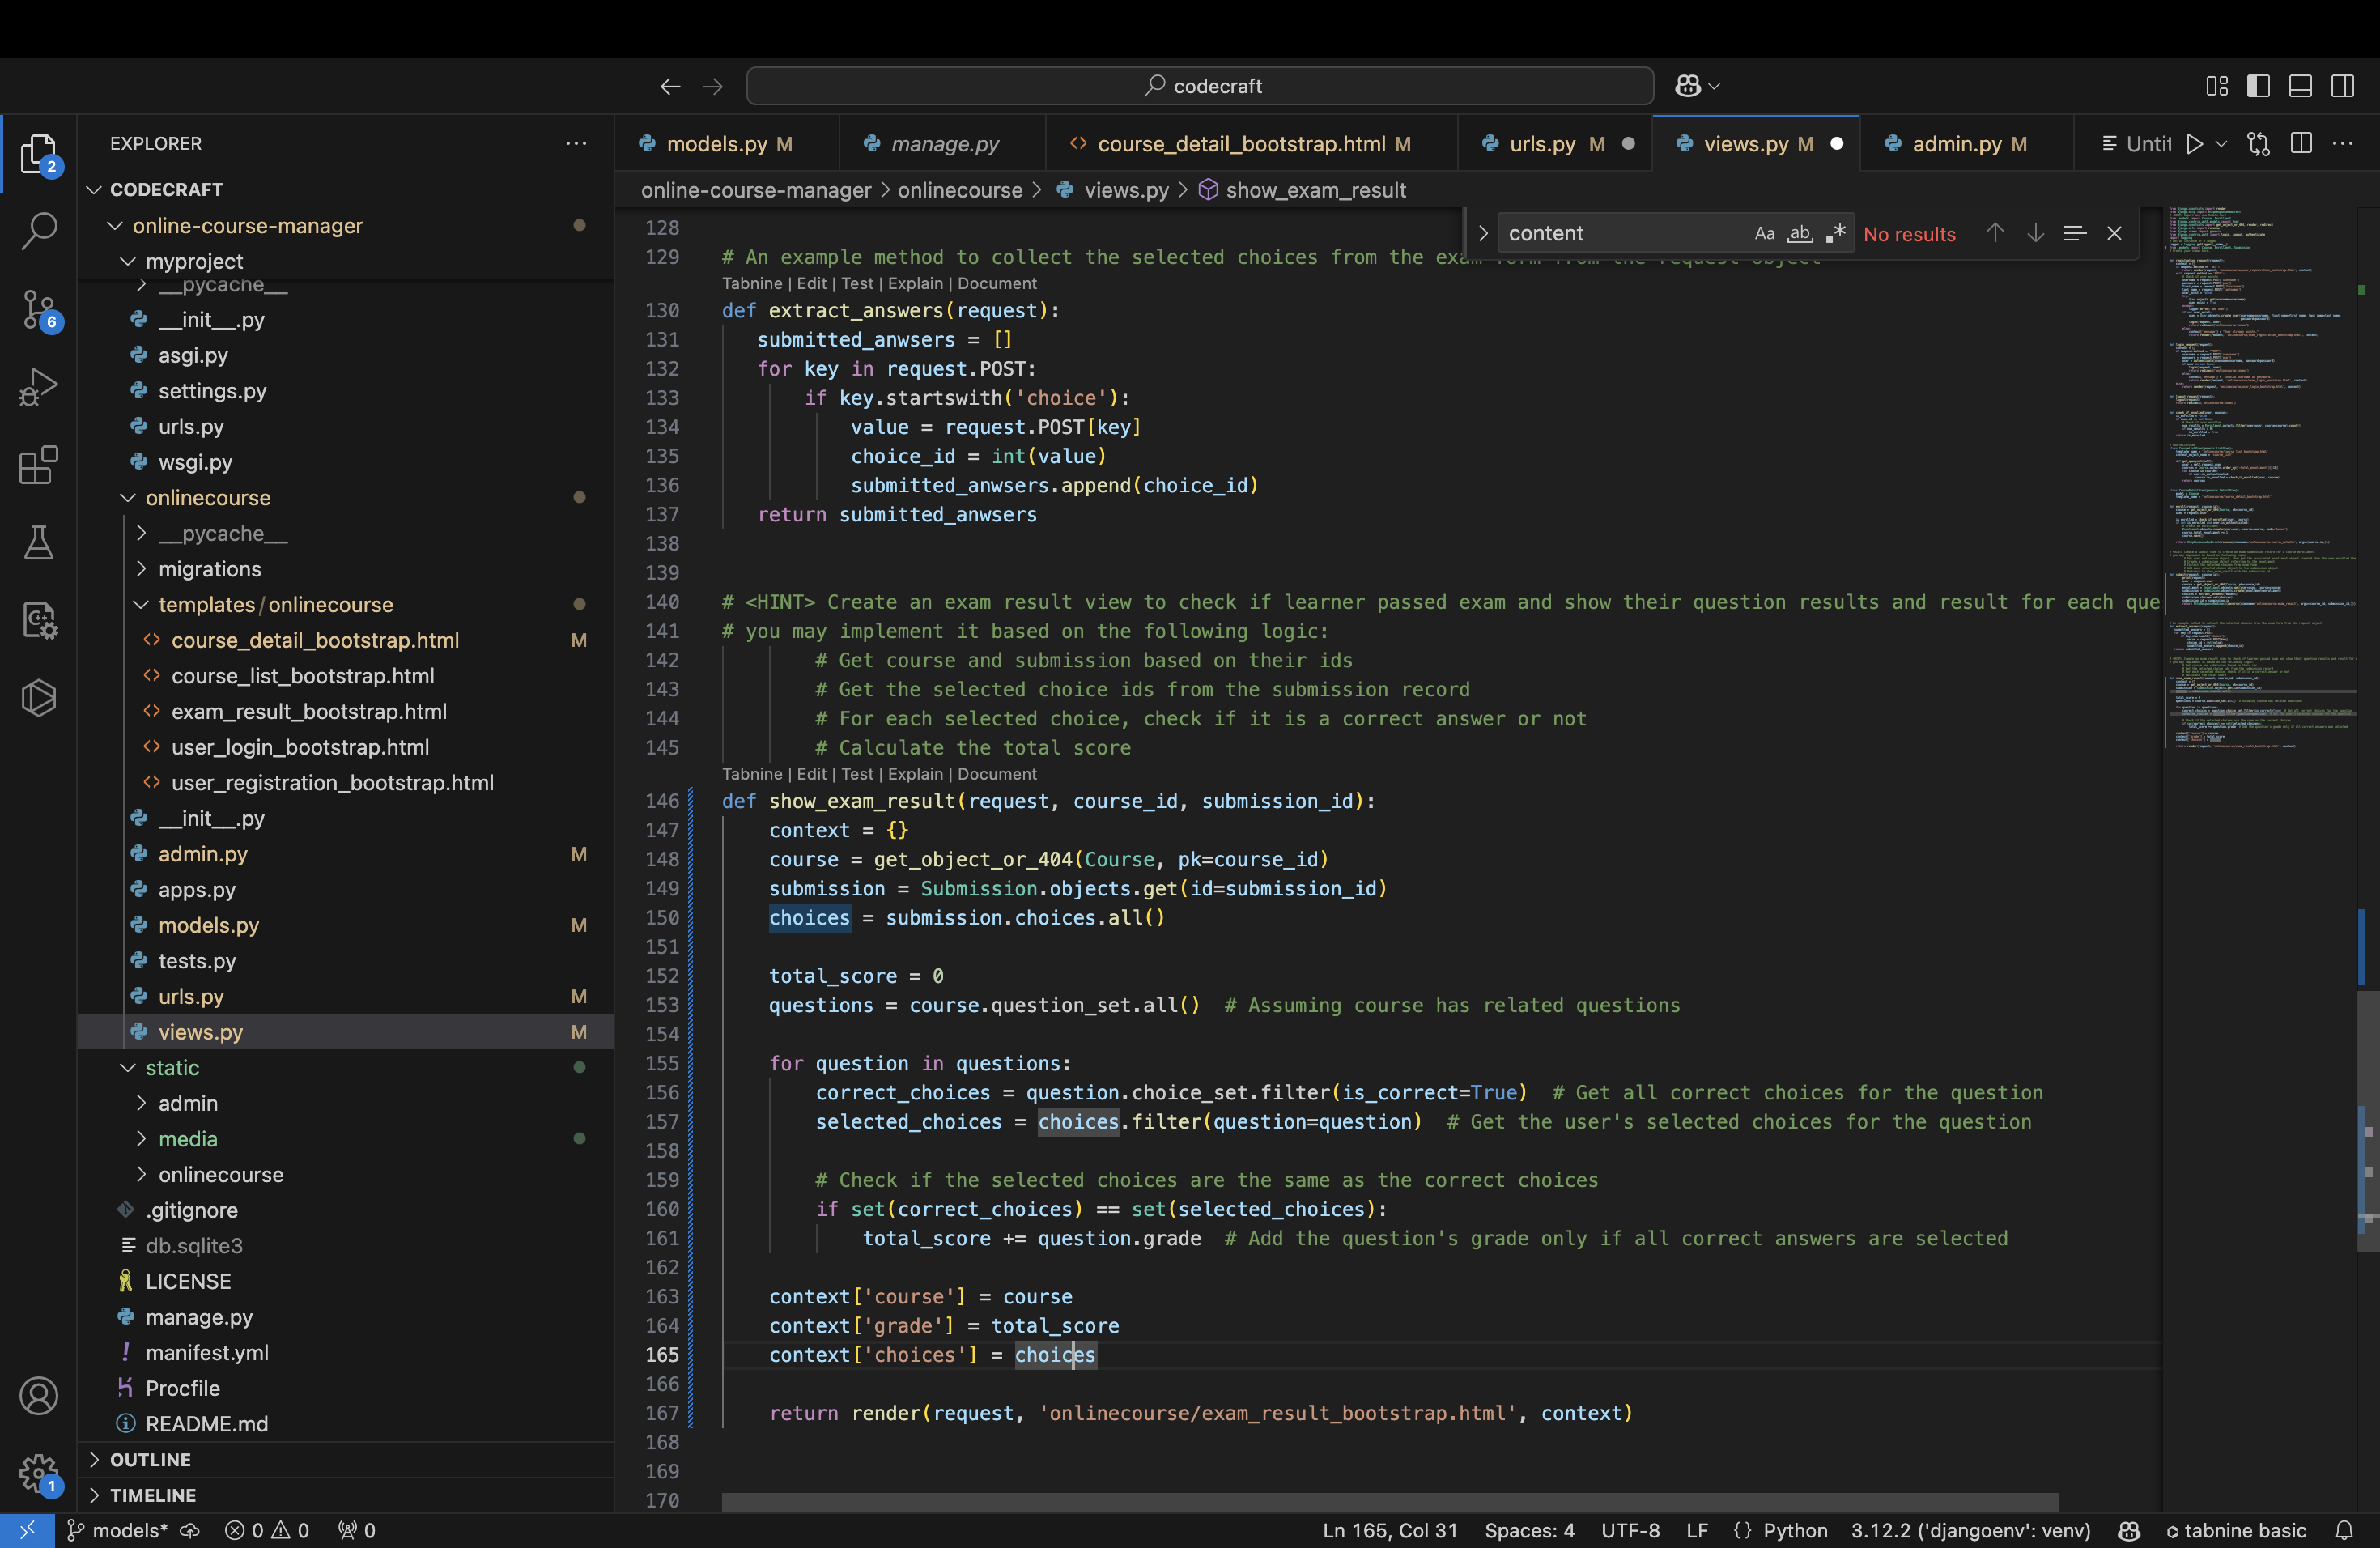 codecraft
EXPLORER
models.py M
manage.py
course_detail_bootstrap.html M
urls.py M
views.py M
admin.py M
Untit
CODECRAFT
online-course-manager > onlinecourse > views.py > show_exam_result
online-course-manager
myproject
__pycache__
__init__.py
asgi.py
settings.py
urls.py
wsgi.py
onlinecourse
__pycache__
migrations
templates/onlinecourse
course_detail_bootstrap.html M
course_list_bootstrap.html
exam_result_bootstrap.html
user_login_bootstrap.html
user_registration_bootstrap.html
__init__.py
admin.py M
apps.py
models.py M
tests.py
urls.py M
views.py M
static
admin
media
onlinecourse
.gitignore
db.sqlite3
LICENSE
manage.py
manifest.yml
Procfile
README.md
OUTLINE
TIMELINE
2
6
1
content Aa ab .* No results
128
129 # An example method to collect the selected choices from the exam form from the request object
Tabnine | Edit | Test | Explain | Document
130 def extract_answers(request):
131 submitted_anwsers = []
132 for key in request.POST:
133 if key.startswith('choice'):
134 value = request.POST[key]
135 choice_id = int(value)
136 submitted_anwsers.append(choice_id)
137 return submitted_anwsers
138
139
140 # <HINT> Create an exam result view to check if learner passed exam and show their question results and result for each que
141 # you may implement it based on the following logic:
142 # Get course and submission based on their ids
143 # Get the selected choice ids from the submission record
144 # For each selected choice, check if it is a correct answer or not
145 # Calculate the total score
Tabnine | Edit | Test | Explain | Document
146 def show_exam_result(request, course_id, submission_id):
147 context = {}
148 course = get_object_or_404(Course, pk=course_id)
149 submission = Submission.objects.get(id=submission_id)
150 choices = submission.choices.all()
151
152 total_score = 0
153 questions = course.question_set.all() # Assuming course has related questions
154
155 for question in questions:
156 correct_choices = question.choice_set.filter(is_correct=True) # Get all correct choices for the question
157 selected_choices = choices.filter(question=question) # Get the user's selected choices for the question
158
159 # Check if the selected choices are the same as the correct choices
160 if set(correct_choices) == set(selected_choices):
161 total_score += question.grade # Add the question's grade only if all correct answers are selected
162
163 context['course'] = course
164 context['grade'] = total_score
165 context['choices'] = choices
166
167 return render(request, 'onlinecourse/exam_result_bootstrap.html', context)
168
169
170
models* 0 0 0
Ln 165, Col 31 Spaces: 4 UTF-8 LF {} Python 3.12.2 ('djangoenv': venv) tabnine basic